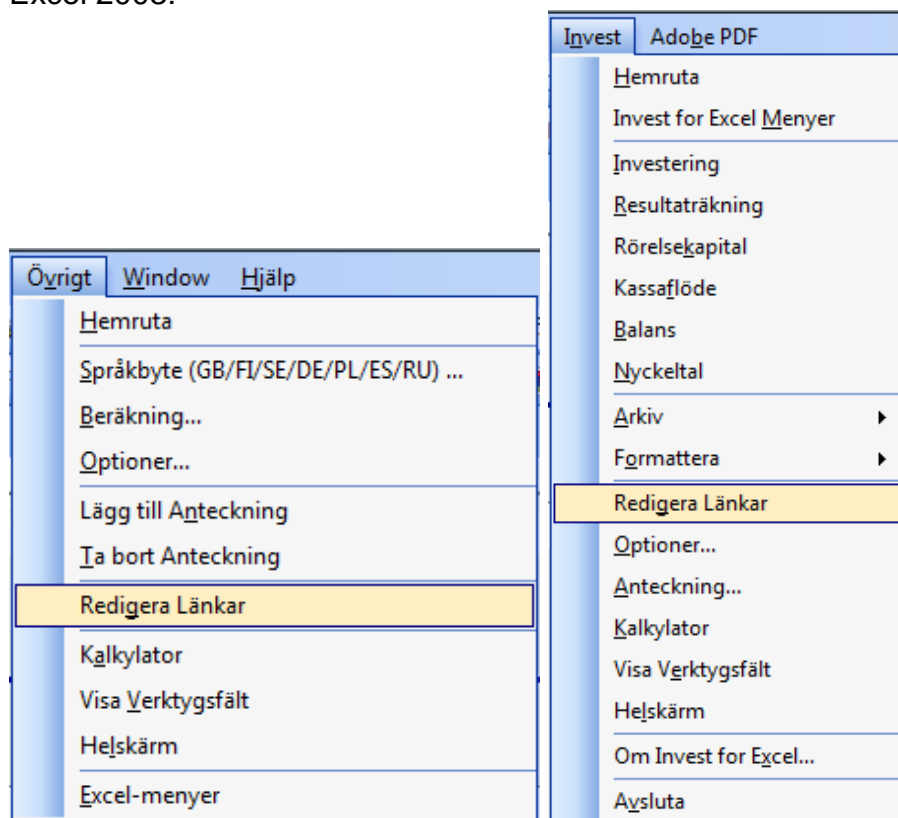 Excel 2003:
Övrigt Window Hjälp
Hemruta
Språkbyte (GB/FI/SE/DE/PL/ES/RU) ...
Beräkning...
Optioner...
Lägg till Anteckning
Ta bort Anteckning
Redigera Länkar
Kalkylator
Visa Verktygsfält
Helskärm
Excel-menyer
Invest Adobe PDF
Hemruta
Invest for Excel Menyer
Investering
Resultaträkning
Rörelsekapital
Kassaflöde
Balans
Nyckeltal
Arkiv
Formattera
Redigera Länkar
Optioner...
Anteckning...
Kalkylator
Visa Verktygsfält
Helskärm
Om Invest for Excel...
Avsluta